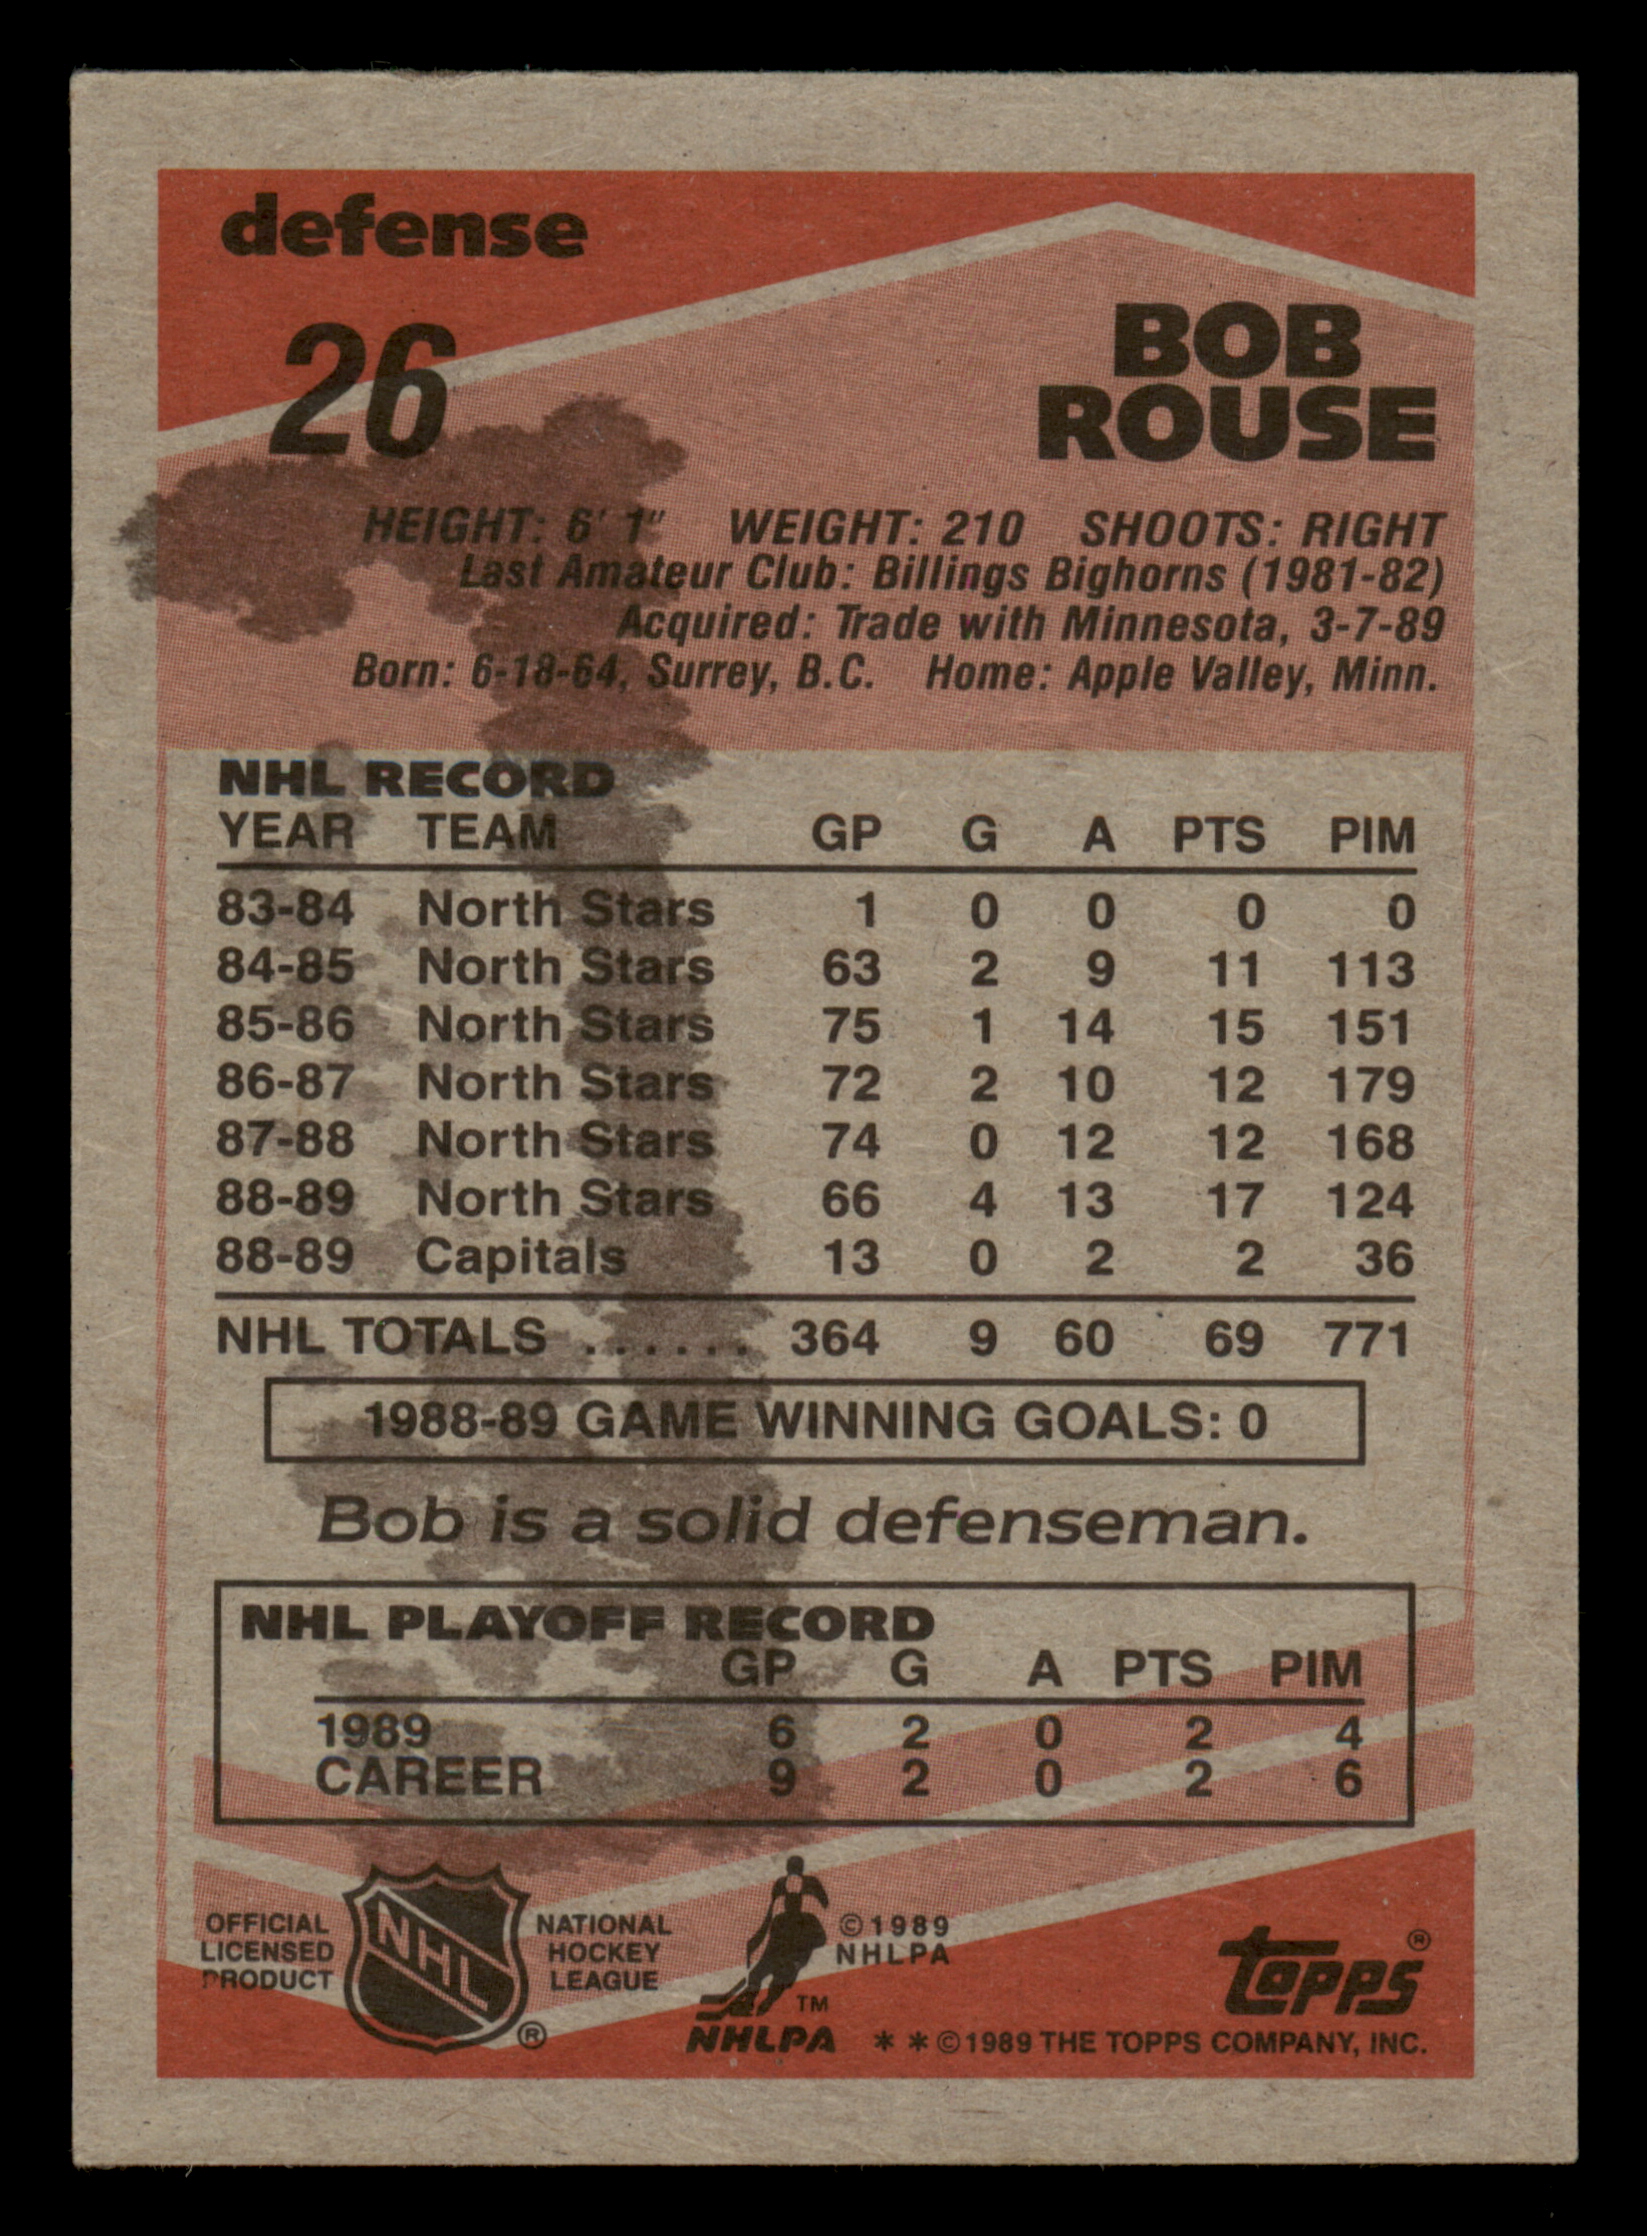 defense
26
BOB
ROUSE
HEIGHT: 6' 1" WEIGHT: 210 SHOOTS: RIGHT
Last Amateur Club: Billings Bighorns (1981-82)
Acquired: Trade with Minnesota, 3-7-89
Born: 6-18-64, Surrey, B.C. Home: Apple Valley, Minn.
NHL RECORD
YEAR TEAM GP G A PTS PIM
83-84 North Stars 1 0 0 0 0
84-85 North Stars 63 2 9 11 113
85-86 North Stars 75 1 14 15 151
86-87 North Stars 72 2 10 12 179
87-88 North Stars 74 0 12 12 168
88-89 North Stars 66 4 13 17 124
88-89 Capitals 13 0 2 2 36
NHL TOTALS ...... 364 9 60 69 771
1988-89 GAME WINNING GOALS: 0
Bob is a solid defenseman.
NHL PLAYOFF RECORD
GP G A PTS PIM
1989 6 2 0 2 4
CAREER 9 2 0 2 6
OFFICIAL
LICENSED
PRODUCT
NHL
®
NATIONAL
HOCKEY
LEAGUE
TM
NHLPA
© 1989
NHLPA
topps ®
* * © 1989 THE TOPPS COMPANY, INC.